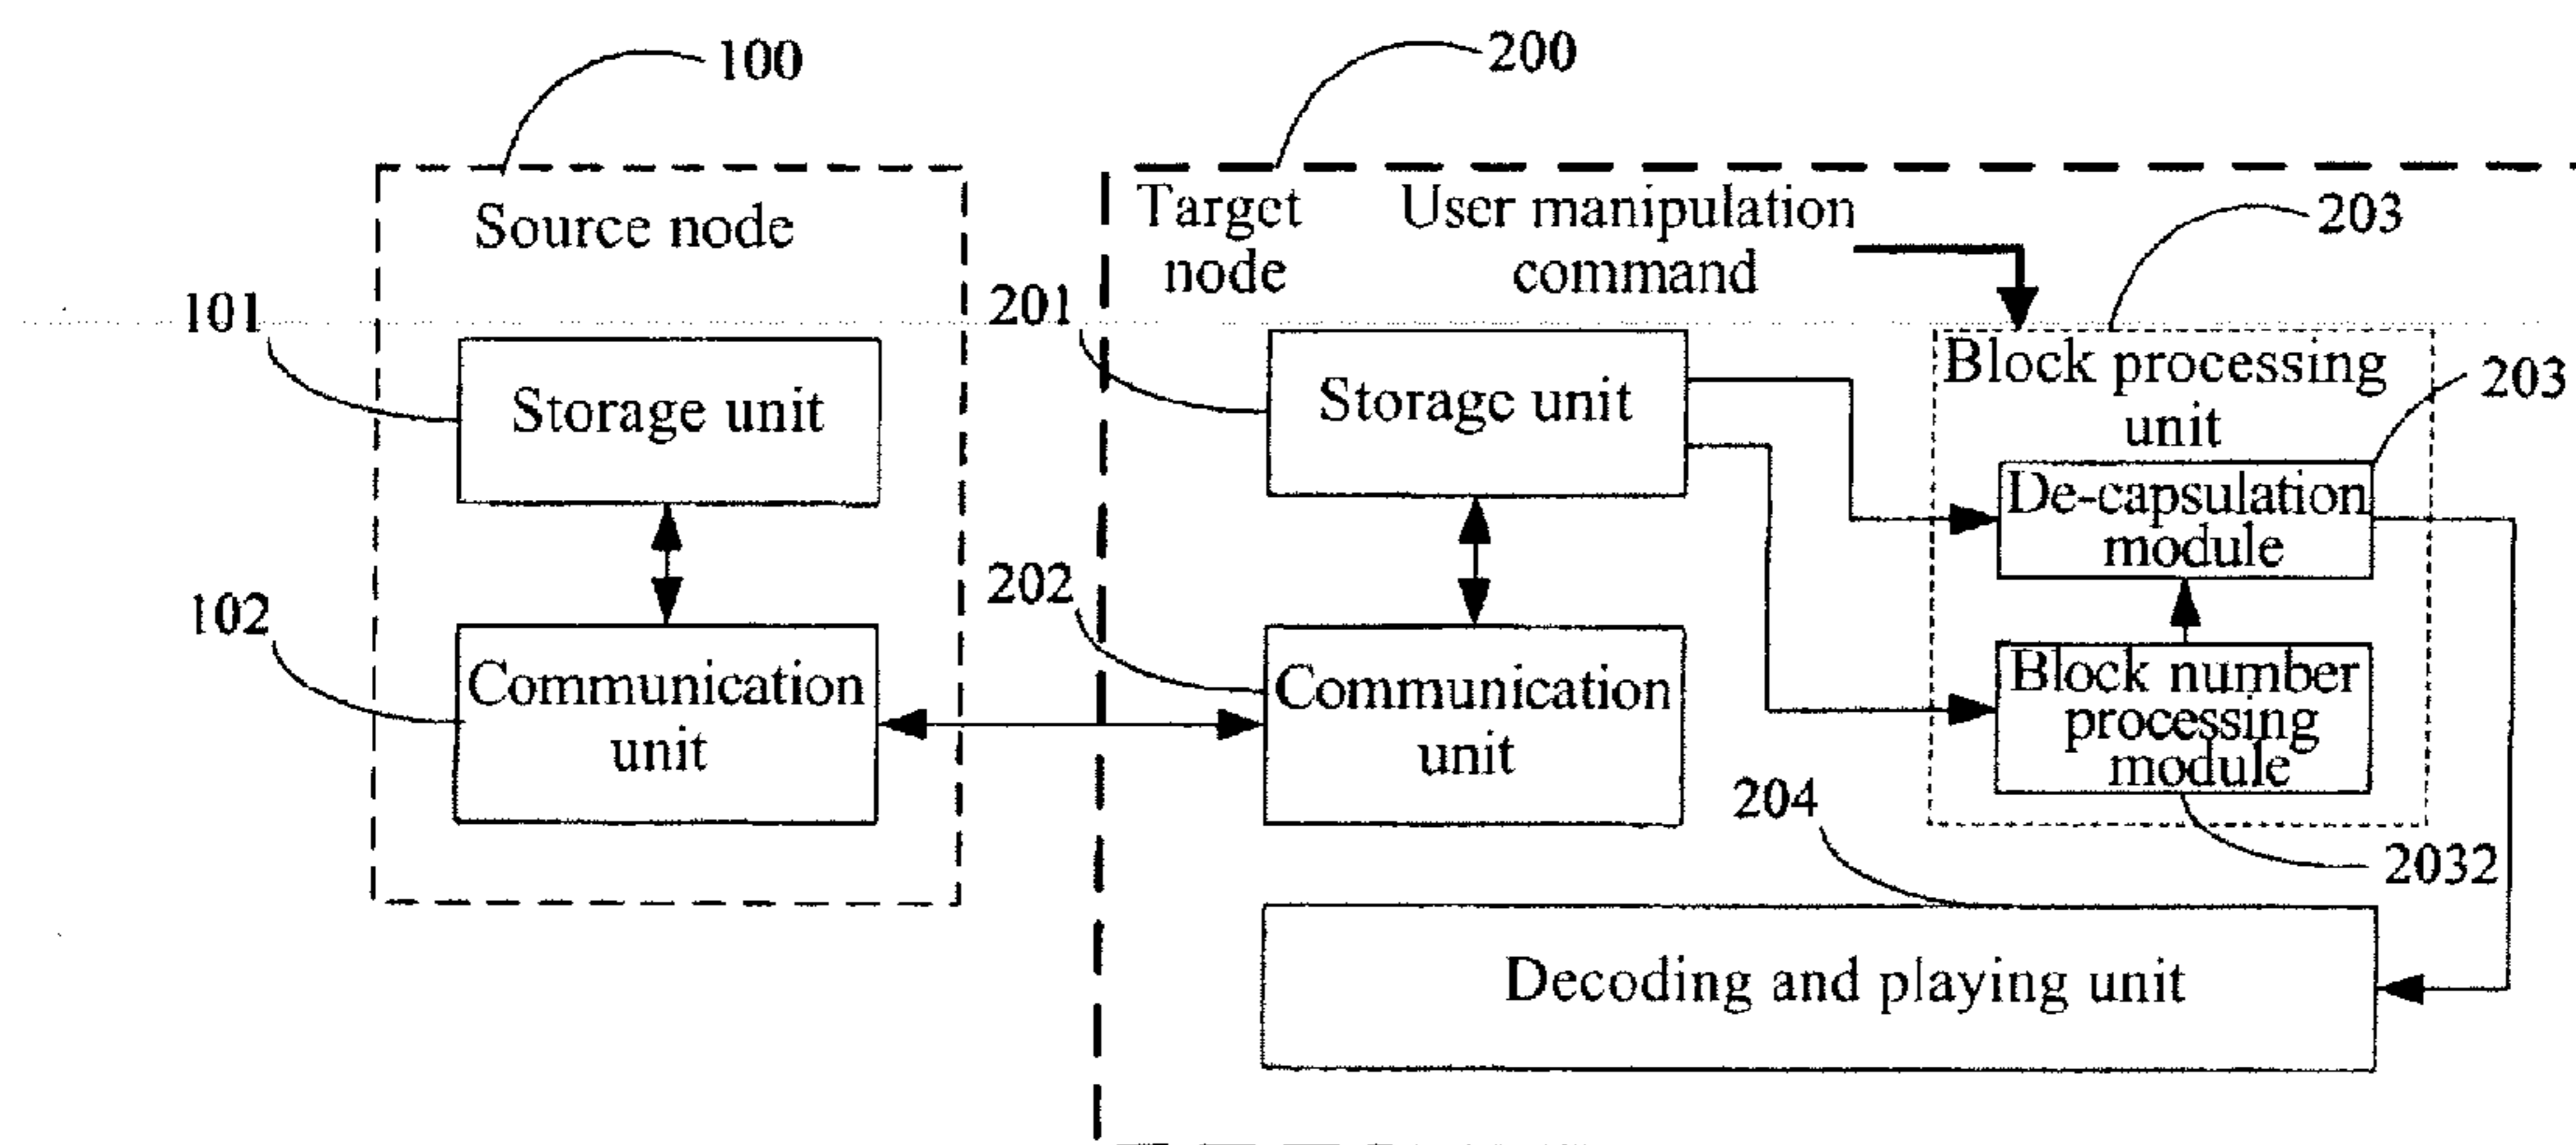 100
200
Source node
Target
node
User manipulation
command
203
101
201
Storage unit
Storage unit
Block processing
unit
203
De-capsulation
module
102
202
Communication
unit
Communication
unit
Block number
processing
module
204
2032
Decoding and playing unit